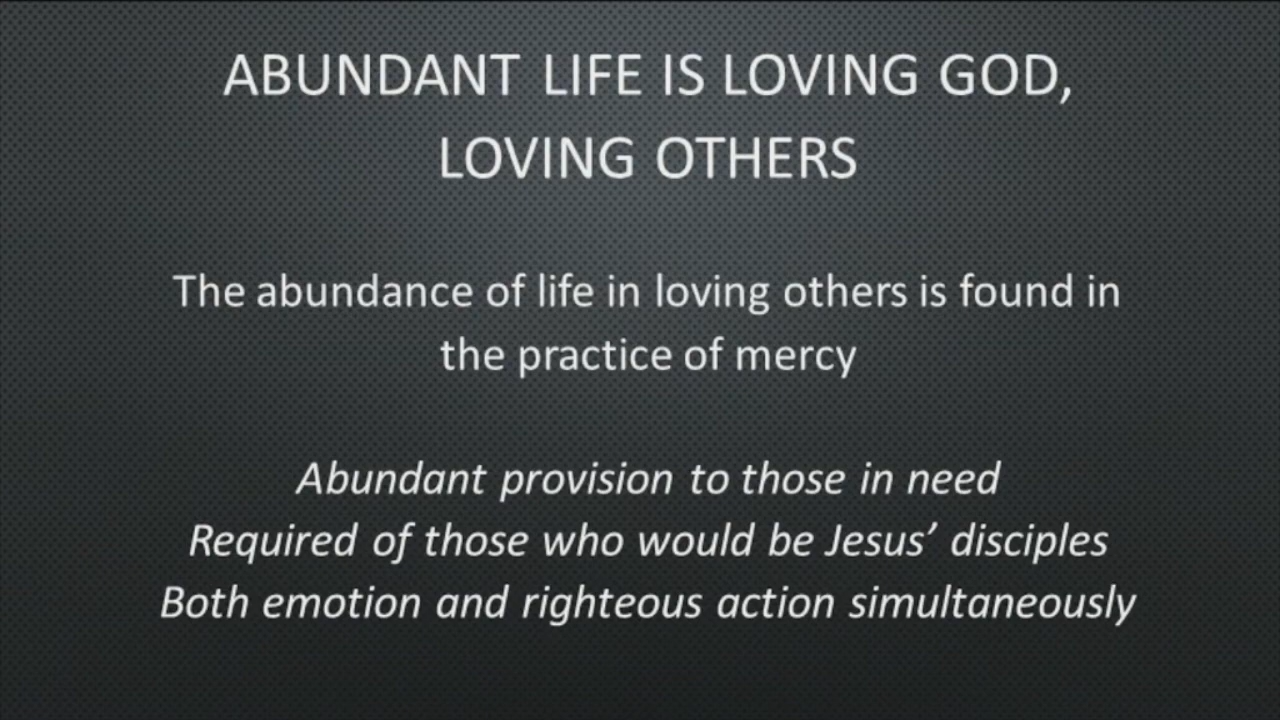 ABUNDANT LIFE IS LOVING GOD,
LOVING OTHERS
The abundance of life in loving others is found in
the practice of mercy
Abundant provision to those in need
Required of those who would be Jesus’ disciples
Both emotion and righteous action simultaneously